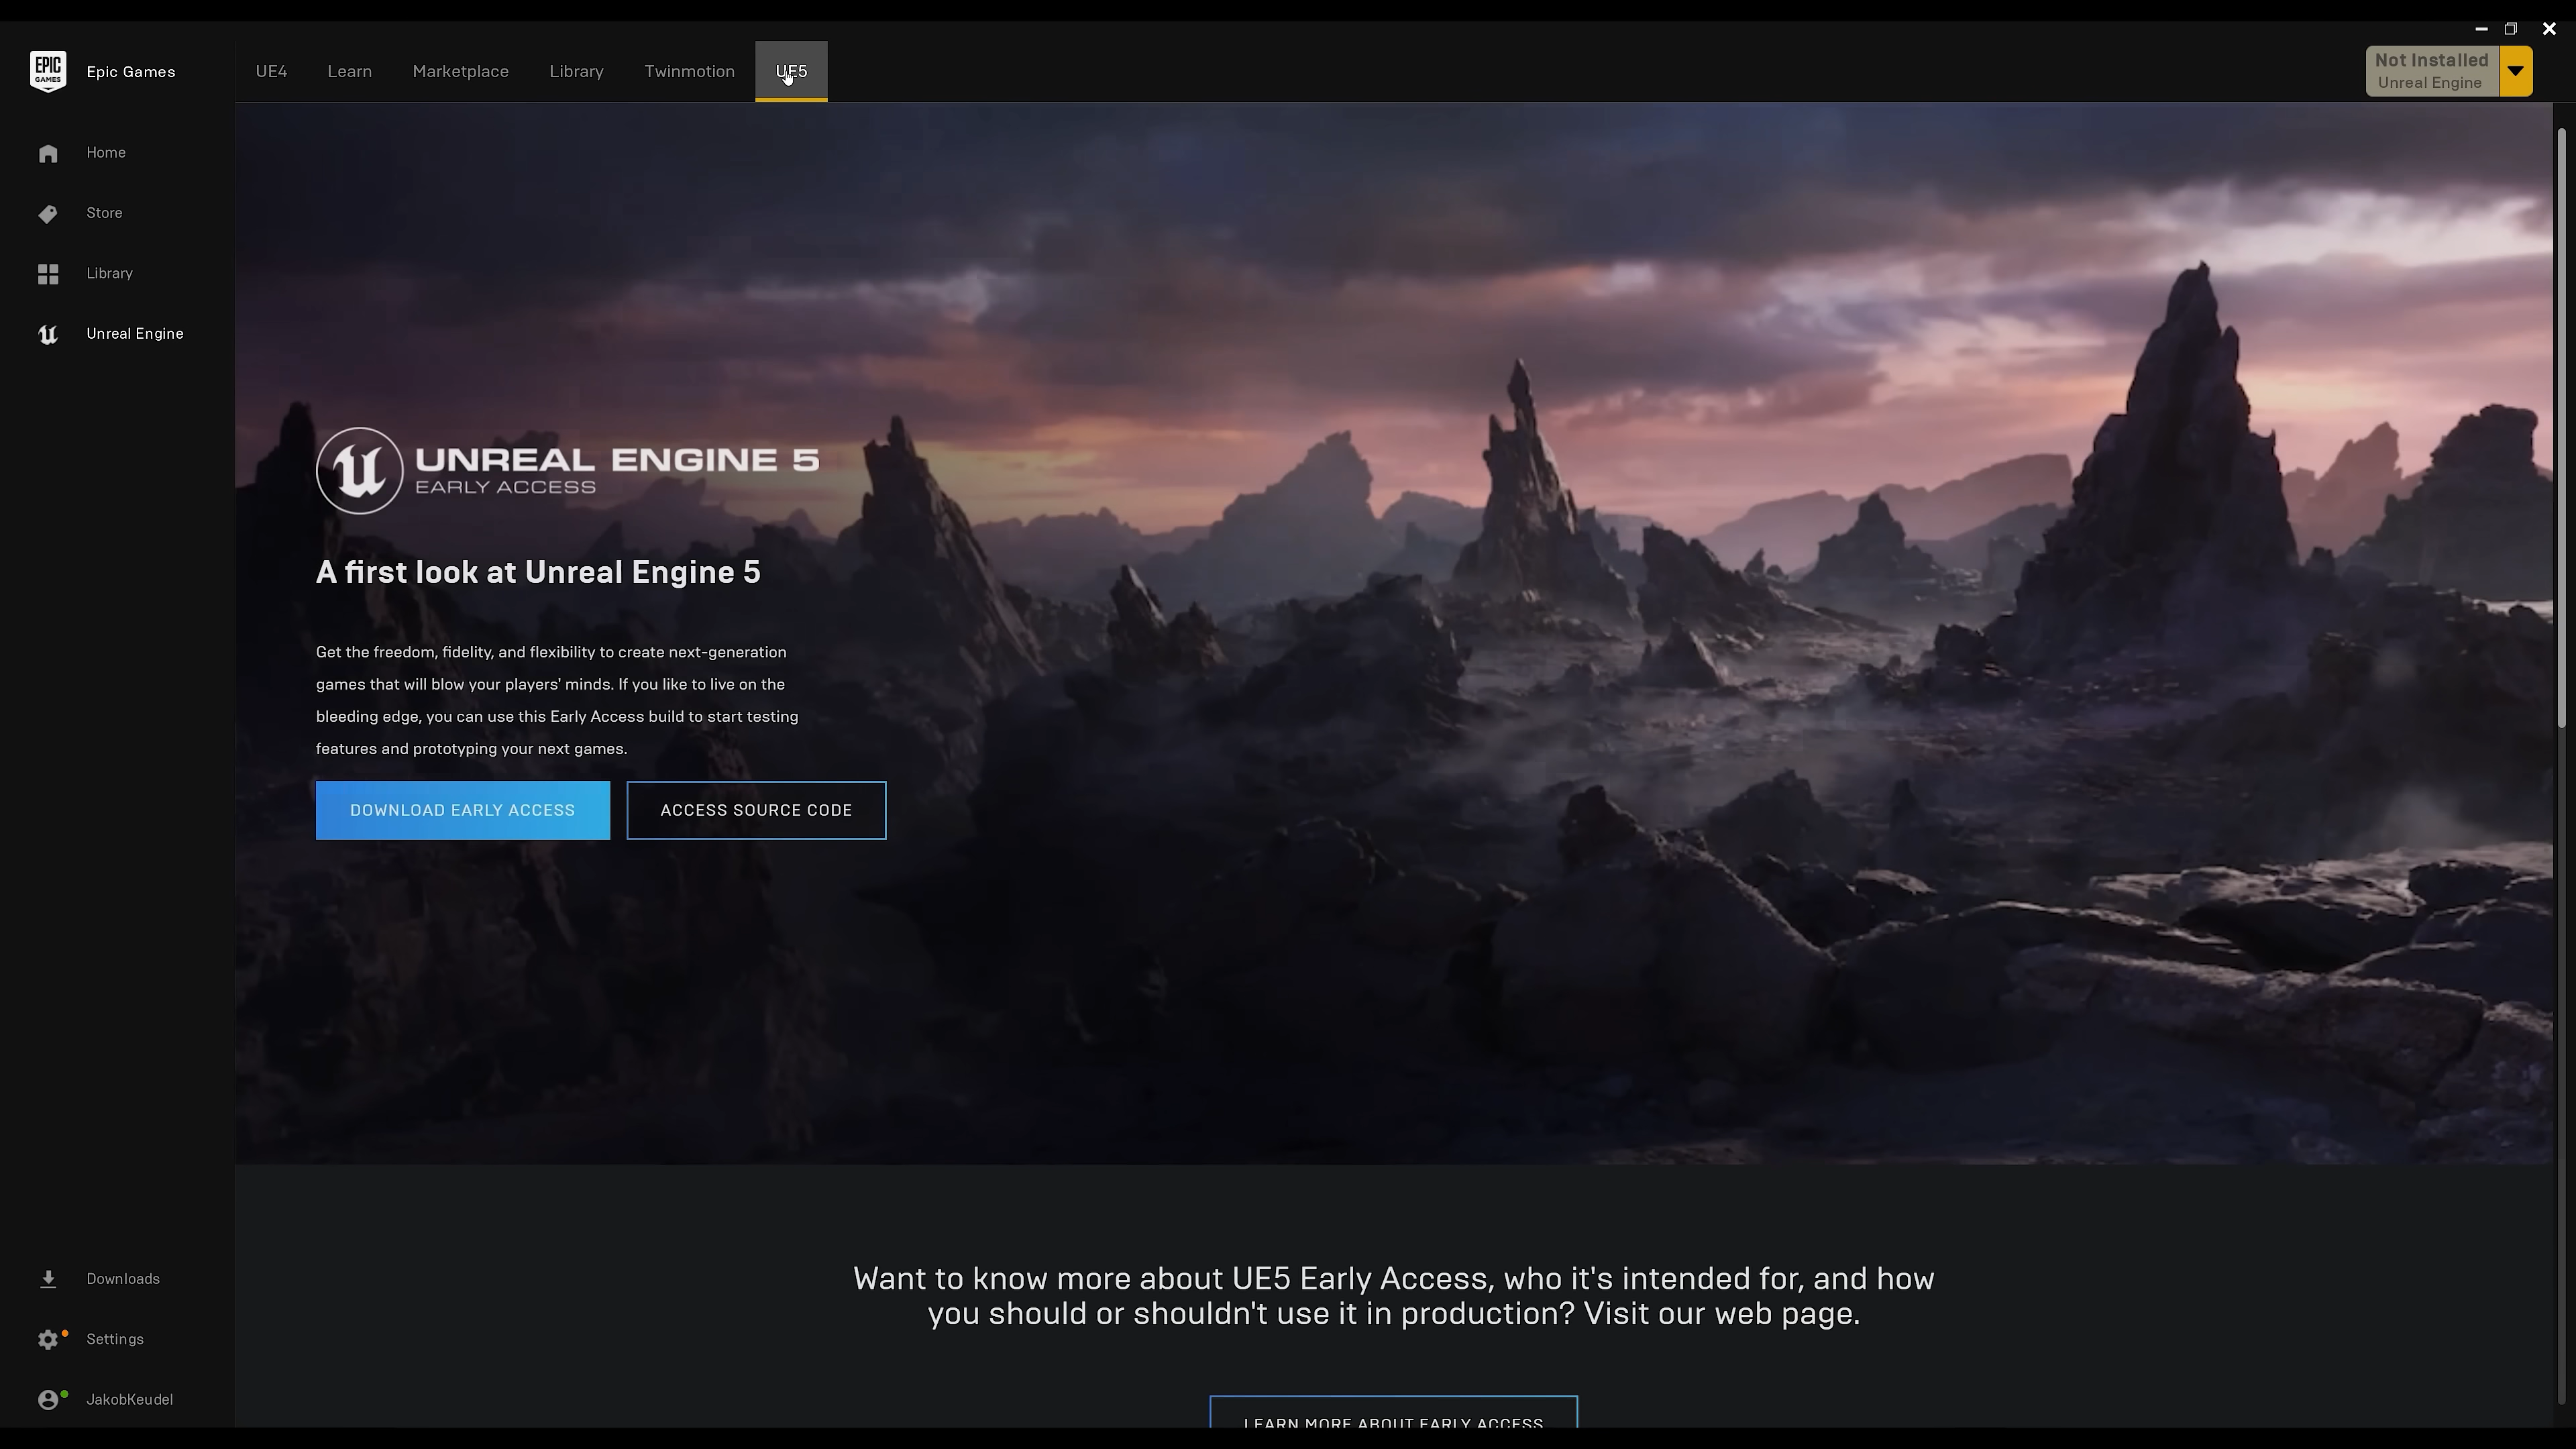 EPIC
GAMES
Epic Games
UE4
Learn
Marketplace
Library
Twinmotion
UE5
Not Installed
Unreal Engine
Home
Store
Library
Unreal Engine
UNREAL ENGINE 5
EARLY ACCESS
A first look at Unreal Engine 5
Get the freedom, fidelity, and flexibility to create next-generation
games that will blow your players' minds. If you like to live on the
bleeding edge, you can use this Early Access build to start testing
features and prototyping your next games.
DOWNLOAD EARLY ACCESS
ACCESS SOURCE CODE
Want to know more about UE5 Early Access, who it's intended for, and how
you should or shouldn't use it in production? Visit our web page.
LEARN MORE ABOUT EARLY ACCESS
Downloads
Settings
JakobKeudel